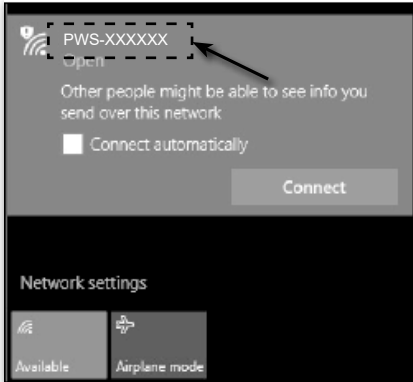 PWS-XXXXXX
Open
Other people might be able to see info you
send over this network
Connect automatically
Connect
Network settings
Available
Airplane mode